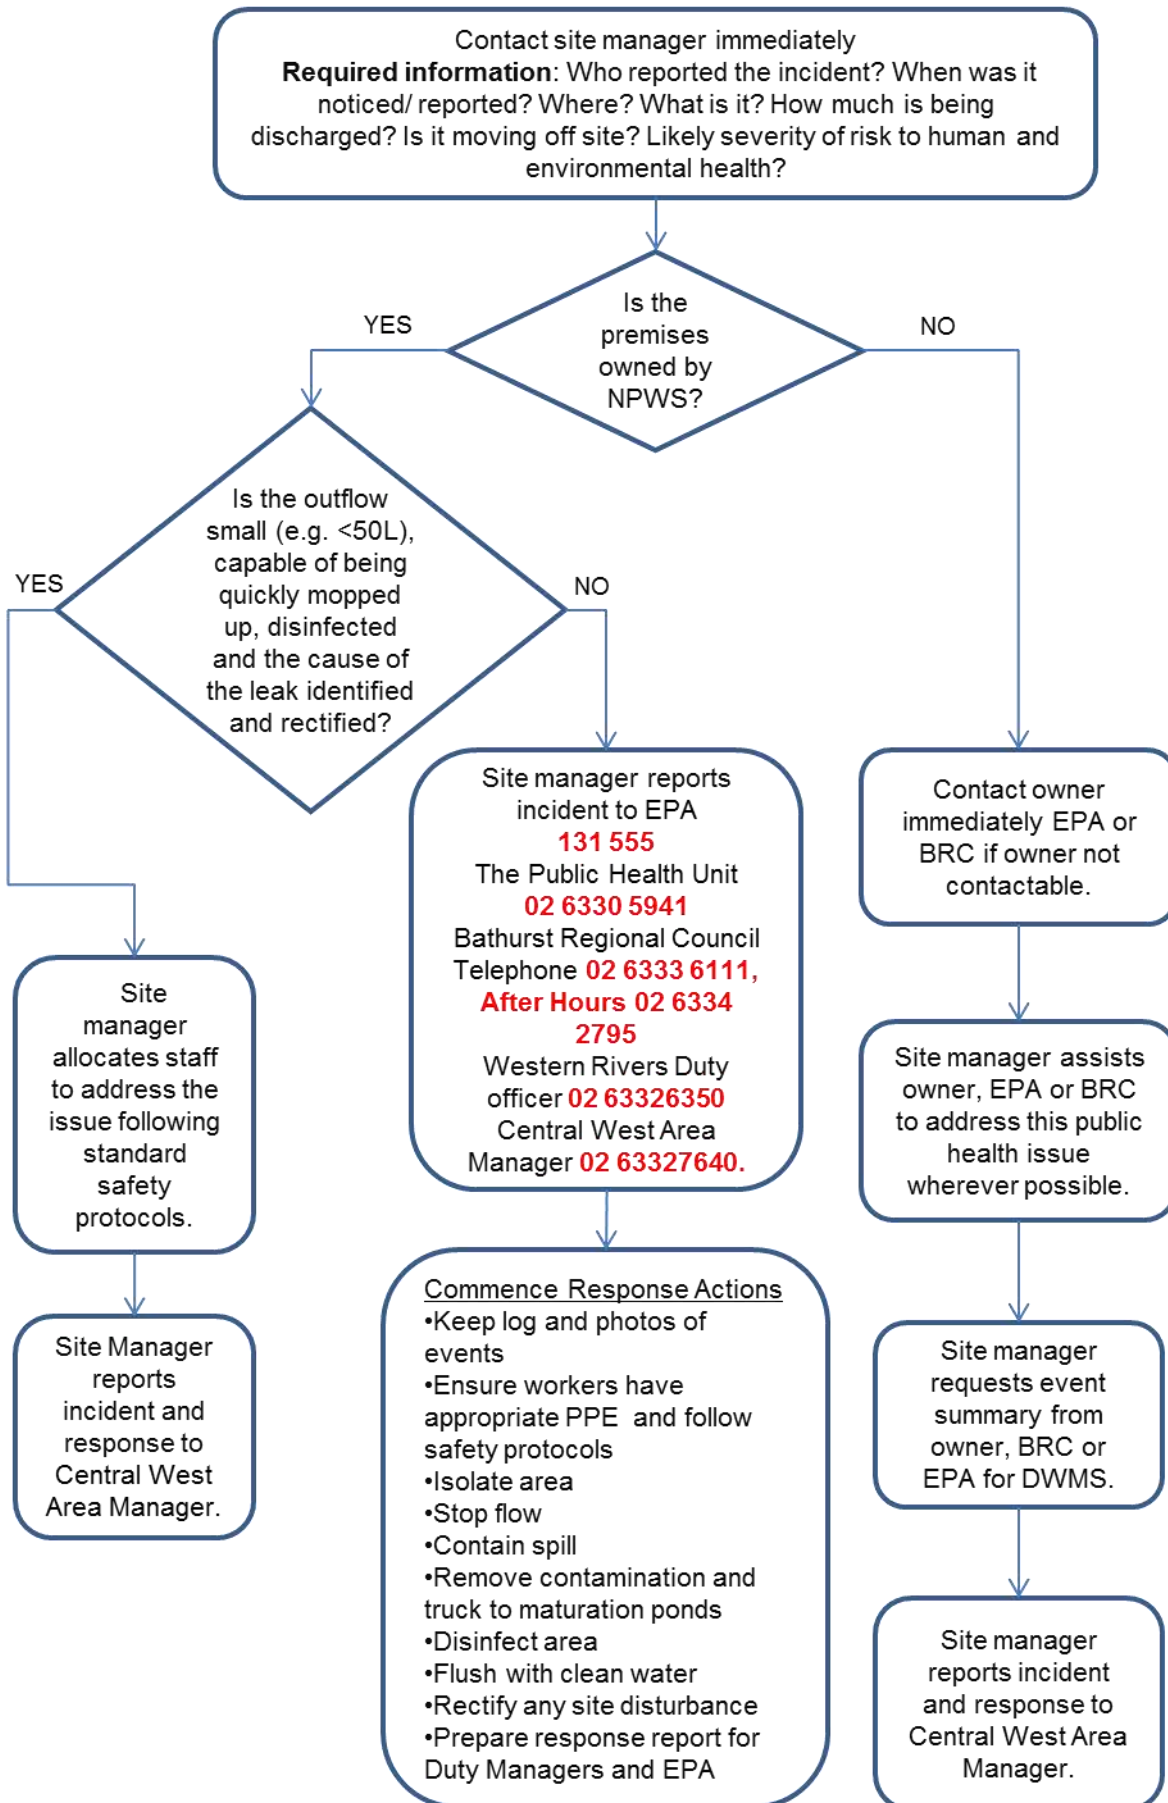 Contact site manager immediately
Required information: Who reported the incident? When was it
noticed/ reported? Where? What is it? How much is being
discharged? Is it moving off site? Likely severity of risk to human and
environmental health?
Is the
premises
owned by
NPWS?
YES
NO
Is the outflow
small (e.g. <50L),
capable of being
quickly mopped
up, disinfected
and the cause of
the leak identified
and rectified?
YES
NO
Site
manager
allocates staff
to address the
issue following
standard
safety
protocols.
Site Manager
reports
incident and
response to
Central West
Area Manager.
Site manager reports
incident to EPA
131 555
The Public Health Unit
02 6330 5941
Bathurst Regional Council
Telephone 02 6333 6111,
After Hours 02 6334
2795
Western Rivers Duty
officer 02 63326350
Central West Area
Manager 02 63327640.
Commence Response Actions
•Keep log and photos of
events
•Ensure workers have
appropriate PPE and follow
safety protocols
•Isolate area
•Stop flow
•Contain spill
•Remove contamination and
truck to maturation ponds
•Disinfect area
•Flush with clean water
•Rectify any site disturbance
•Prepare response report for
Duty Managers and EPA
Contact owner
immediately EPA or
BRC if owner not
contactable.
Site manager assists
owner, EPA or BRC
to address this public
health issue
wherever possible.
Site manager
requests event
summary from
owner, BRC or
EPA for DWMS.
Site manager
reports incident
and response to
Central West Area
Manager.